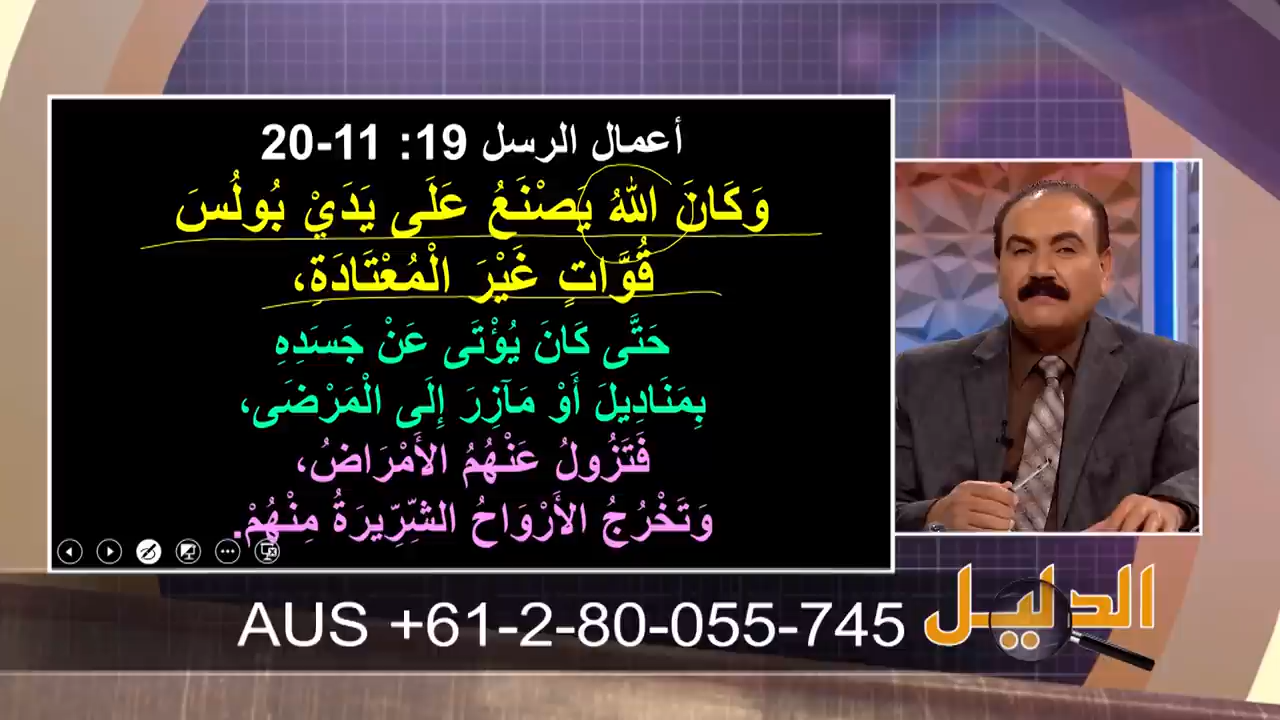 أعمال الرسل 19: 11-20
وَكَانَ اللهُ يَصْنَعُ عَلَى يَدَيْ بُولُسَ
قُوَّاتٍ غَيْرَ الْمُعْتَادَةِ،
حَتَّى كَانَ يُؤْتَى عَنْ جَسَدِهِ
بِمَنَادِيلَ أَوْ مَآزِرَ إِلَى الْمَرْضَى،
فَتَزُولُ عَنْهُمُ الأَمْرَاضُ،
وَتَخْرُجُ الأَرْوَاحُ الشِّرِّيرَةُ مِنْهُمْ.
AUS +61-2-80-055-745
الدليل